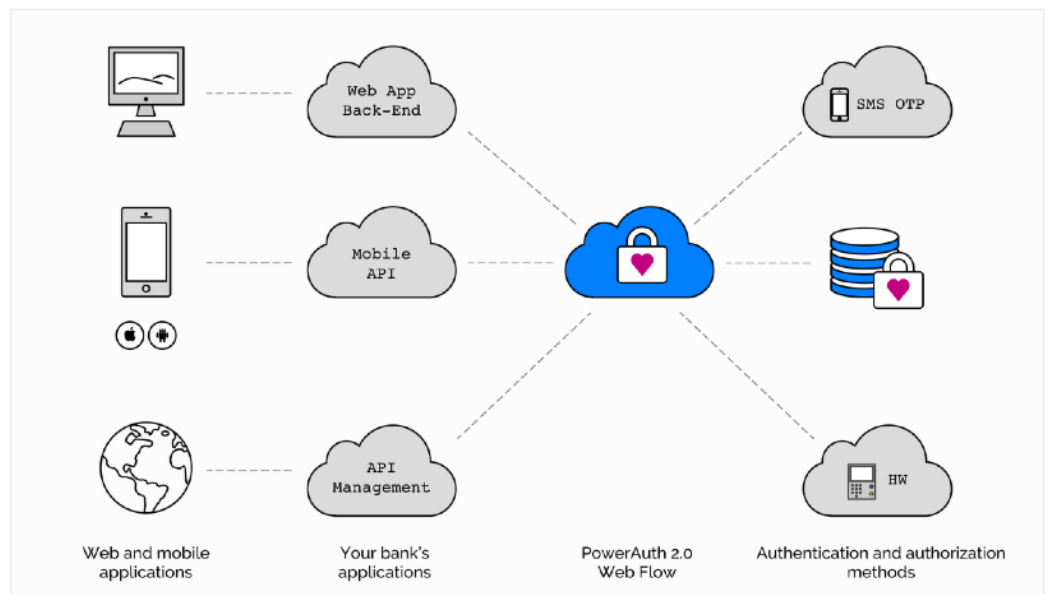 Web App
Back-End
SMS OTP
Mobile
API
API
Management
HW
Web and mobile
applications
Your bank's
applications
PowerAuth 2.0
Web Flow
Authentication and authorization
methods